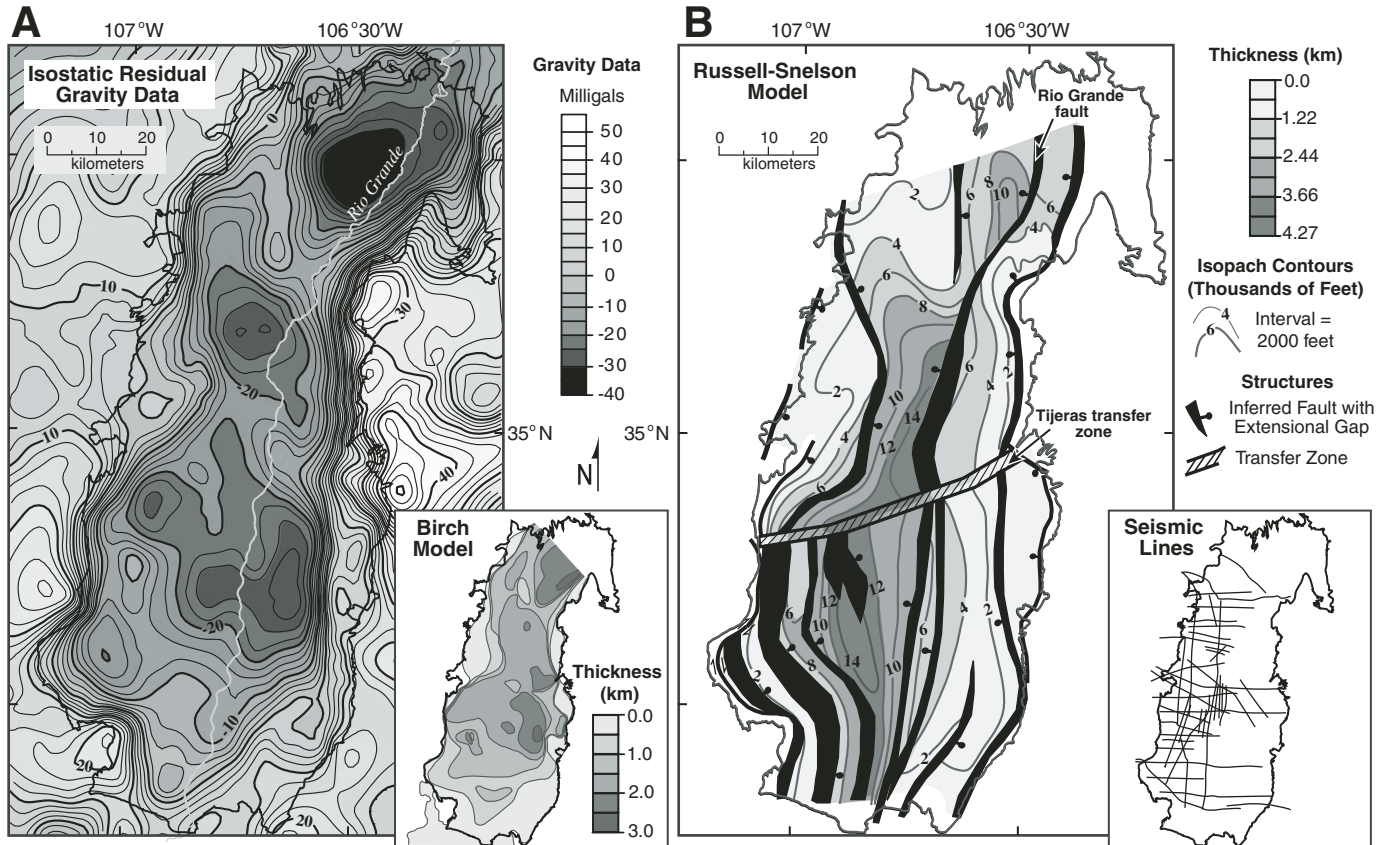 A
107°W
106°30'W
Isostatic Residual
Gravity Data
0 10 20
kilometers
0
Rio Grande
10
30
-20
-10
40
-20
-10
20
20
Gravity Data
Milligals
50
40
30
20
10
0
-10
-20
-30
-40
35°N
N
Birch
Model
Thickness
(km)
0.0
1.0
2.0
3.0
B
107°W
106°30'W
Russell-Snelson
Model
0 10 20
kilometers
35°N
Rio Grande
fault
2
6
8
10
6
4
4
6
8
2
10
14
12
6
4
2
4
6
Tijeras transfer
zone
12
12
6
10
8
14
10
6
4
2
2
2
2
Thickness (km)
0.0
1.22
2.44
3.66
4.27
Isopach Contours
(Thousands of Feet)
4
6
Interval =
2000 feet
Structures
Inferred Fault with
Extensional Gap
Transfer Zone
Seismic
Lines